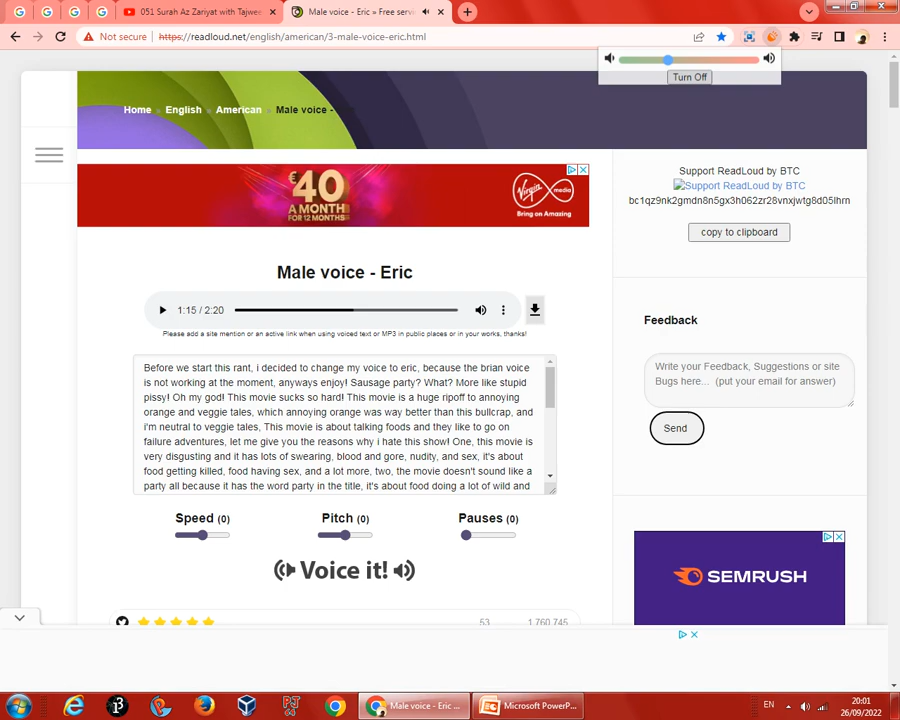 051 Surah Az Zariyat with Tajwee
Male voice - Eric » Free servi
Not secure
https://readloud.net/english/american/3-male-voice-eric.html
Turn Off
Home » English » American » Male voice -
€40
A MONTH
FOR 12 MONTHS
Virgin media
Bring on Amazing
Support ReadLoud by BTC
Support ReadLoud by BTC
bc1qz9nk2gmdn8n5gx3h062zr28vnxjwtg8d05lhrn
copy to clipboard
Male voice - Eric
1:15 / 2:20
Please add a site mention or an active link when using voiced text or MP3 in public places or in your works, thanks!
Before we start this rant, i decided to change my voice to eric, because the brian voice
is not working at the moment, anyways enjoy! Sausage party? What? More like stupid
pissy! Oh my god! This movie sucks so hard! This movie is a huge ripoff to annoying
orange and veggie tales, which annoying orange was way better than this bullcrap, and
i'm neutral to veggie tales, This movie is about talking foods and they like to go on
failure adventures, let me give you the reasons why i hate this show! One, this movie is
very disgusting and it has lots of swearing, blood and gore, nudity, and sex, it's about
food getting killed, food having sex, and a lot more, two, the movie doesn't sound like a
party all because it has the word party in the title, it's about food doing a lot of wild and
Feedback
Write your Feedback, Suggestions or site
Bugs here... (put your email for answer)
Send
Speed (0)
Pitch (0)
Pauses (0)
Voice it!
53
1,760,745
SEMRUSH
Male voice - Eric ...
Microsoft PowerP...
EN
20:01
26/09/2022